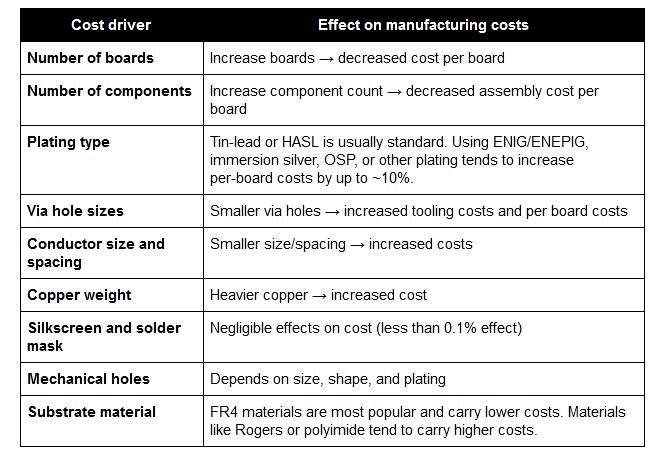 Cost driver Effect on manufacturing costs
Number of boards Increase boards → decreased cost per board
Number of components Increase component count → decreased assembly cost per
board
Plating type Tin-lead or HASL is usually standard. Using ENIG/ENEPIG,
immersion silver, OSP, or other plating tends to increase
per-board costs by up to ~10%.
Via hole sizes Smaller via holes → increased tooling costs and per board costs
Conductor size and Smaller size/spacing → increased costs
spacing
Copper weight Heavier copper → increased cost
Silkscreen and solder Negligible effects on cost (less than 0.1% effect)
mask
Mechanical holes Depends on size, shape, and plating
Substrate material FR4 materials are most popular and carry lower costs. Materials
like Rogers or polyimide tend to carry higher costs.